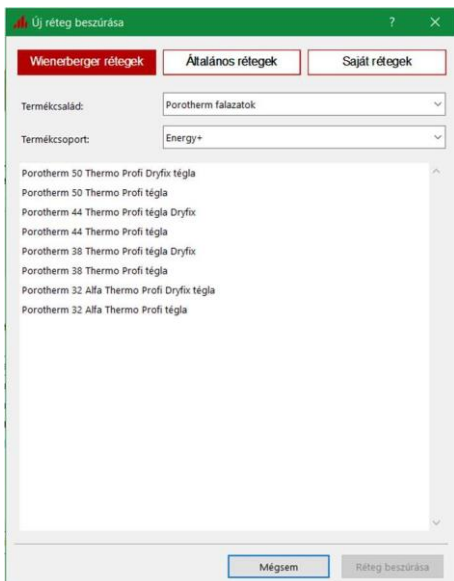 Új réteg beszúrása
Wienerberger rétegek
Általános rétegek
Saját rétegek
Termékcsalád:
Porotherm falazatok
Termékcsoport:
Energy+
Porotherm 50 Thermo Profi Dryfix tégla
Porotherm 50 Thermo Profi tégla
Porotherm 44 Thermo Profi tégla Dryfix
Porotherm 44 Thermo Profi tégla
Porotherm 38 Thermo Profi tégla Dryfix
Porotherm 38 Thermo Profi tégla
Porotherm 32 Alfa Thermo Profi Dryfix tégla
Porotherm 32 Alfa Thermo Profi tégla
Mégsem
Réteg beszúrása